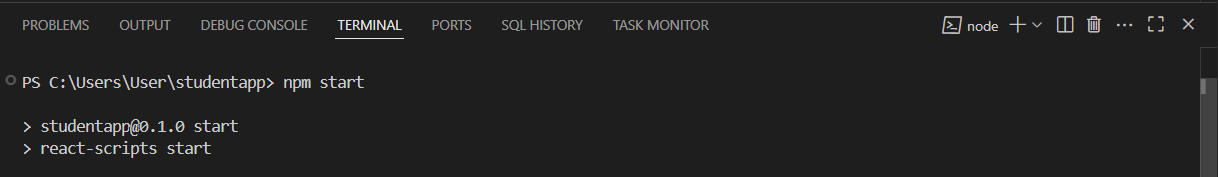 PROBLEMS OUTPUT DEBUG CONSOLE TERMINAL PORTS SQL HISTORY TASK MONITOR node
PS C:\Users\User\studentapp> npm start
> studentapp@0.1.0 start
> react-scripts start